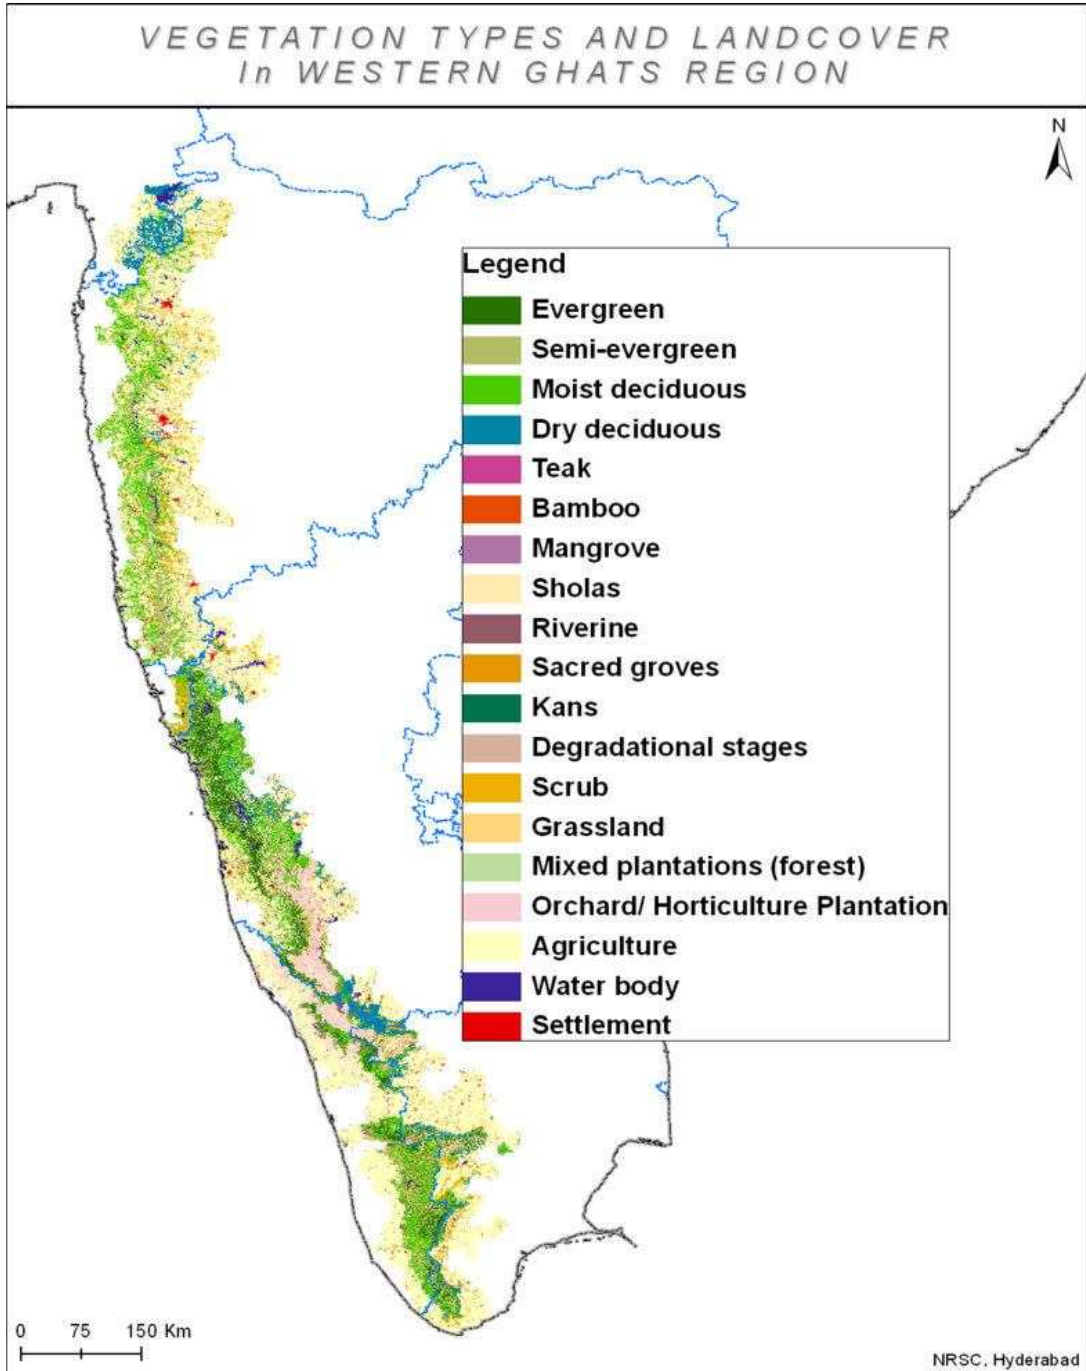 VEGETATION TYPES AND LANDCOVER
In WESTERN GHATS REGION
N
Legend
Evergreen
Semi-evergreen
Moist deciduous
Dry deciduous
Teak
Bamboo
Mangrove
Sholas
Riverine
Sacred groves
Kans
Degradational stages
Scrub
Grassland
Mixed plantations (forest)
Orchard/ Horticulture Plantation
Agriculture
Water body
Settlement
0 75 150 Km
NRSC, Hyderabad